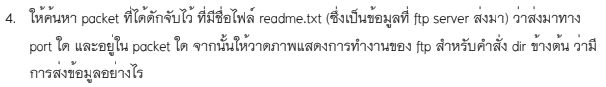 4. ให้ค้นหา packet ที่ได้ดักจับไว้ ที่มีชื่อไฟล์ readme.txt (ซึ่งเป็นข้อมูลที่ ftp server ส่งมา) ว่าส่งมาทาง
port ใด และอยู่ใน packet ใด จากนั้นให้วาดภาพแสดงการทำงานของ ftp สำหรับคำสั่ง dir ข้างต้น ว่ามี
การส่งข้อมูลอย่างไร